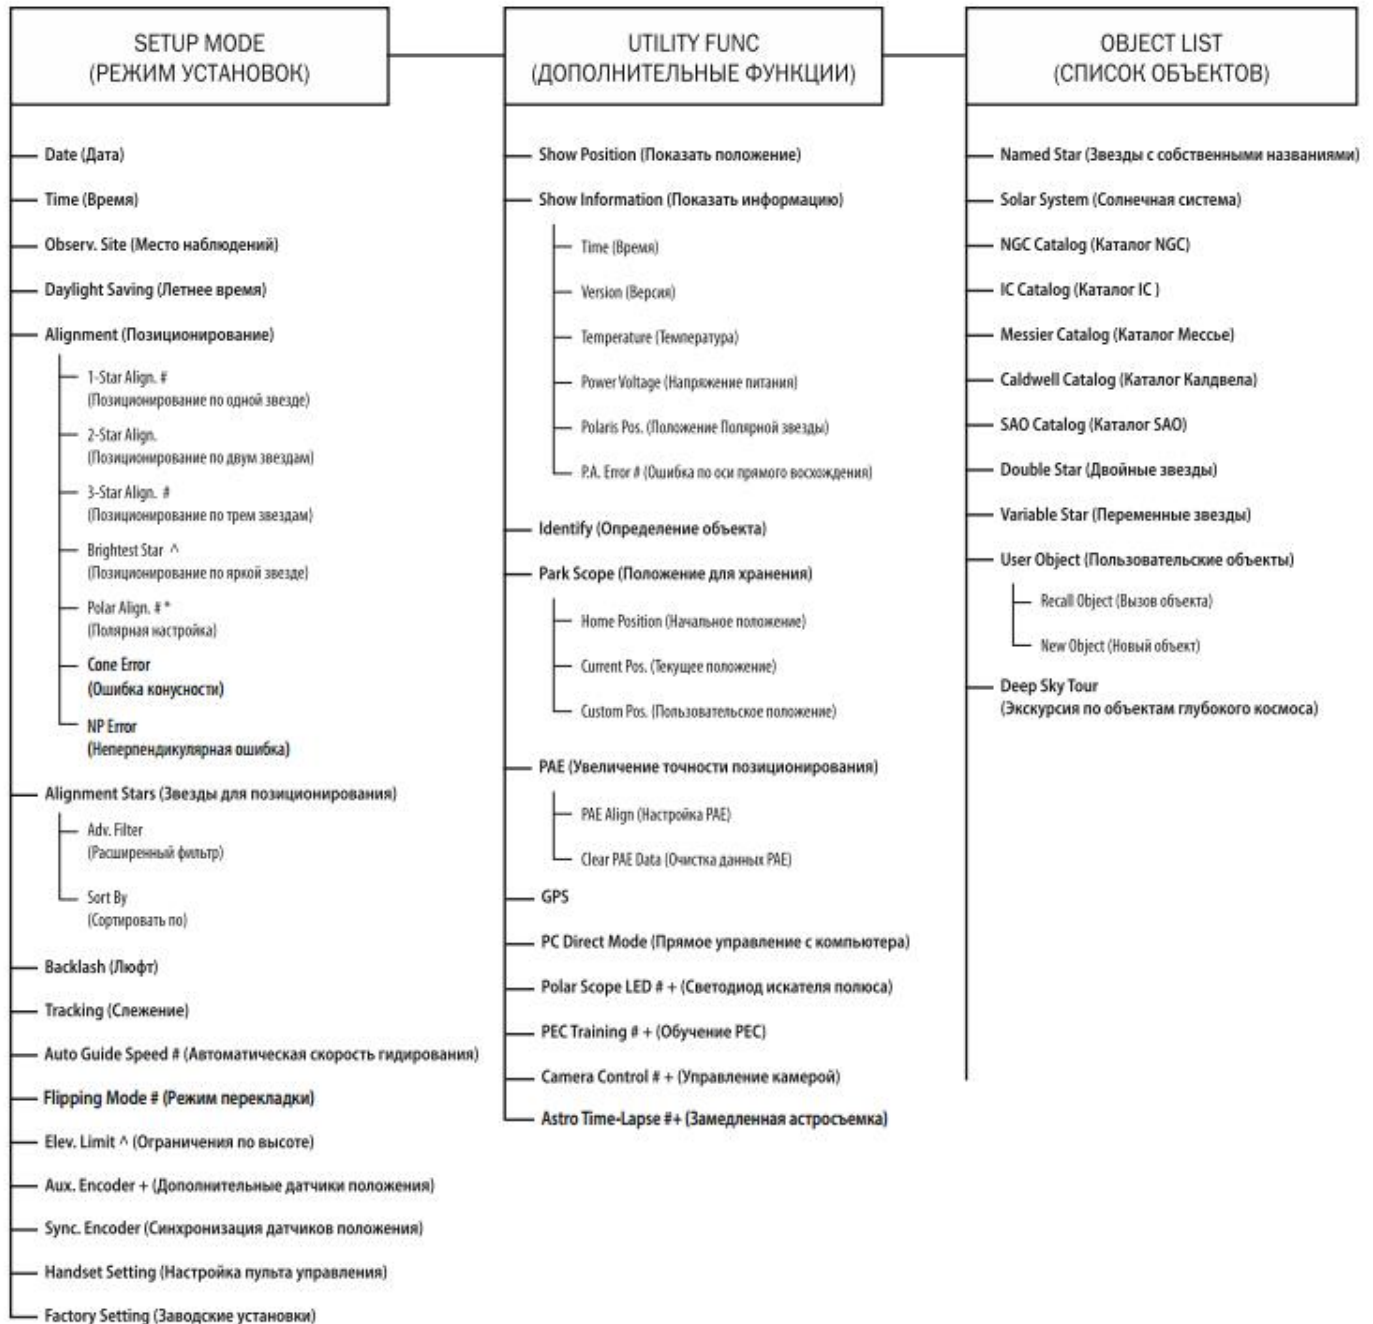 SETUP MODE
(РЕЖИМ УСТАНОВОК)
Date (Дата)
Time (Время)
Observ. Site (Место наблюдений)
Daylight Saving (Летнее время)
Alignment (Позиционирование)
1-Star Align. #
(Позиционирование по одной звезде)
2-Star Align.
(Позиционирование по двум звездам)
3-Star Align. #
(Позиционирование по трем звездам)
Brightest Star ^
(Позиционирование по яркой звезде)
Polar Align. # *
(Полярная настройка)
Cone Error
(Ошибка конусности)
NP Error
(Неперпендикулярная ошибка)
Alignment Stars (Звезды для позиционирования)
Adv. Filter
(Расширенный фильтр)
Sort By
(Сортировать по)
Backlash (Люфт)
Tracking (Слежение)
Auto Guide Speed # (Автоматическая скорость гидирования)
Flipping Mode # (Режим перекладки)
Elev. Limit ^ (Ограничения по высоте)
Aux. Encoder + (Дополнительные датчики положения)
Sync. Encoder (Синхронизация датчиков положения)
Handset Setting (Настройка пульта управления)
Factory Setting (Заводские установки)
UTILITY FUNC
(ДОПОЛНИТЕЛЬНЫЕ ФУНКЦИИ)
Show Position (Показать положение)
Show Information (Показать информацию)
Time (Время)
Version (Версия)
Temperature (Температура)
Power Voltage (Напряжение питания)
Polaris Pos. (Положение Полярной звезды)
P.A. Error # (Ошибка по оси прямого восхождения)
Identify (Определение объекта)
Park Scope (Положение для хранения)
Home Position (Начальное положение)
Current Pos. (Текущее положение)
Custom Pos. (Пользовательское положение)
PAE (Увеличение точности позиционирования)
PAE Align (Настройка PAE)
Clear PAE Data (Очистка данных PAE)
GPS
PC Direct Mode (Прямое управление с компьютера)
Polar Scope LED # + (Светодиод искателя полюса)
PEC Training # + (Обучение PEC)
Camera Control # + (Управление камерой)
Astro Time-Lapse #+ (Замедленная астросъемка)
OBJECT LIST
(СПИСОК ОБЪЕКТОВ)
Named Star (Звезды с собственными названиями)
Solar System (Солнечная система)
NGC Catalog (Каталог NGC)
IC Catalog (Каталог IC )
Messier Catalog (Каталог Мессье)
Caldwell Catalog (Каталог Калдвела)
SAO Catalog (Каталог SAO)
Double Star (Двойные звезды)
Variable Star (Переменные звезды)
User Object (Пользовательские объекты)
Recall Object (Вызов объекта)
New Object (Новый объект)
Deep Sky Tour
(Экскурсия по объектам глубокого космоса)